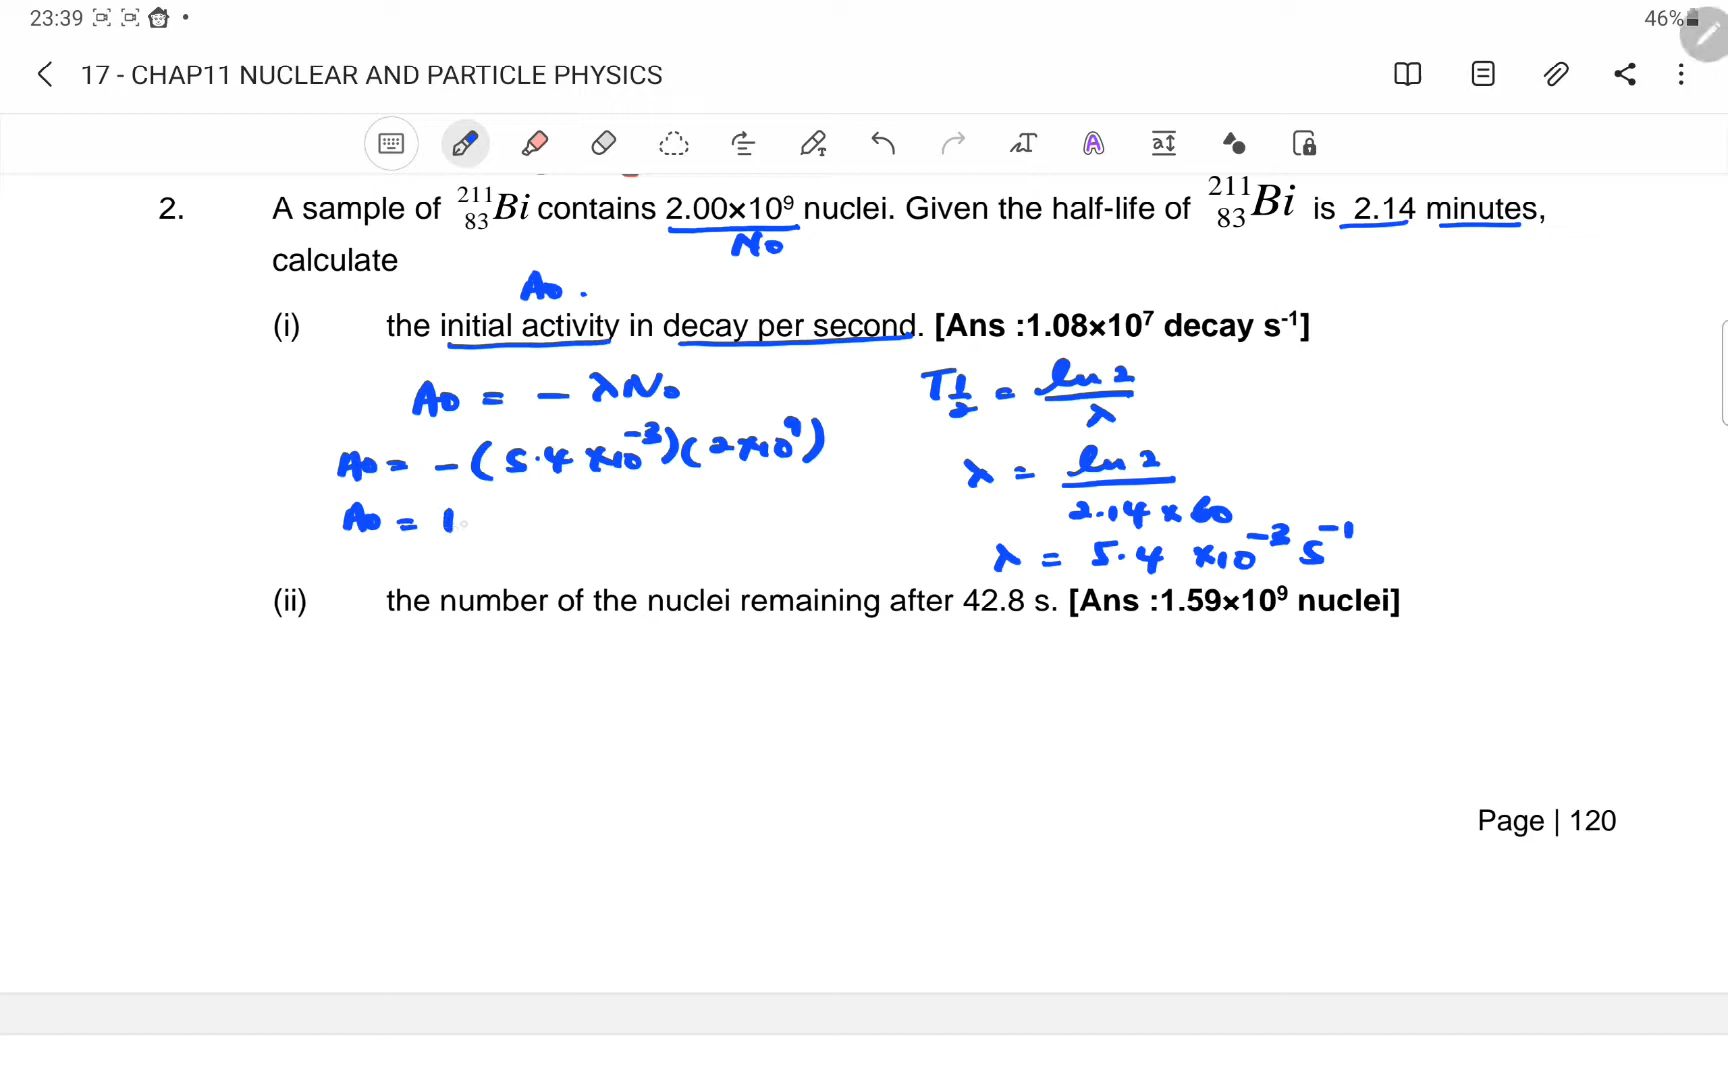 23:39
46%
17 - CHAP11 NUCLEAR AND PARTICLE PHYSICS
2. A sample of ²¹¹₈₃Bi contains 2.00×10⁹ nuclei. Given the half-life of ²¹¹₈₃Bi is 2.14 minutes,
N₀
calculate
A₀.
(i) the initial activity in decay per second. [Ans :1.08×10⁷ decay s⁻¹]
A₀ = - λN₀
T½ = ln 2 / λ
A₀ = -(5.4 ×10⁻³)(2×10⁹)
λ = ln 2 / 2.14 × 60
A₀ = 1.
λ = 5.4 ×10⁻³ s⁻¹
(ii) the number of the nuclei remaining after 42.8 s. [Ans :1.59×10⁹ nuclei]
Page | 120